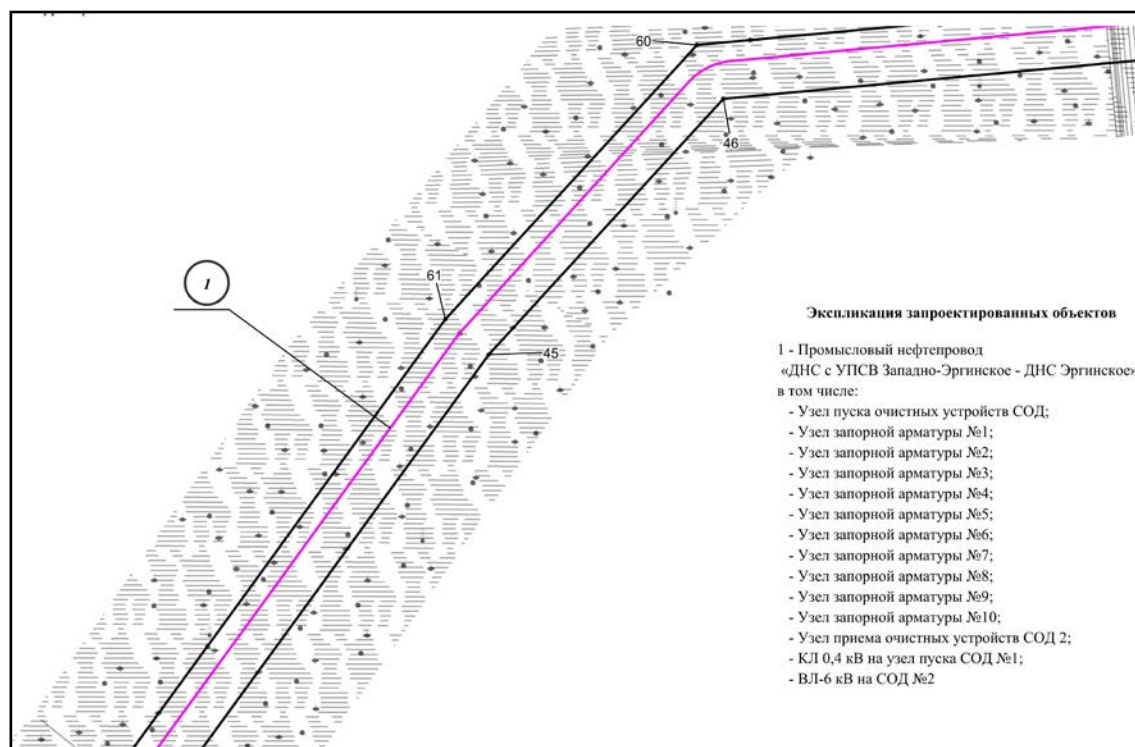 60
46
61
1
45
Экспликация запроектированных объектов
1 - Промысловый нефтепровод
«ДНС с УПСВ Западно-Эргинское - ДНС Эргинское»
в том числе:
- Узел пуска очистных устройств СОД;
- Узел запорной арматуры №1;
- Узел запорной арматуры №2;
- Узел запорной арматуры №3;
- Узел запорной арматуры №4;
- Узел запорной арматуры №5;
- Узел запорной арматуры №6;
- Узел запорной арматуры №7;
- Узел запорной арматуры №8;
- Узел запорной арматуры №9;
- Узел запорной арматуры №10;
- Узел приема очистных устройств СОД 2;
- КЛ 0,4 кВ на узел пуска СОД №1;
- ВЛ-6 кВ на СОД №2